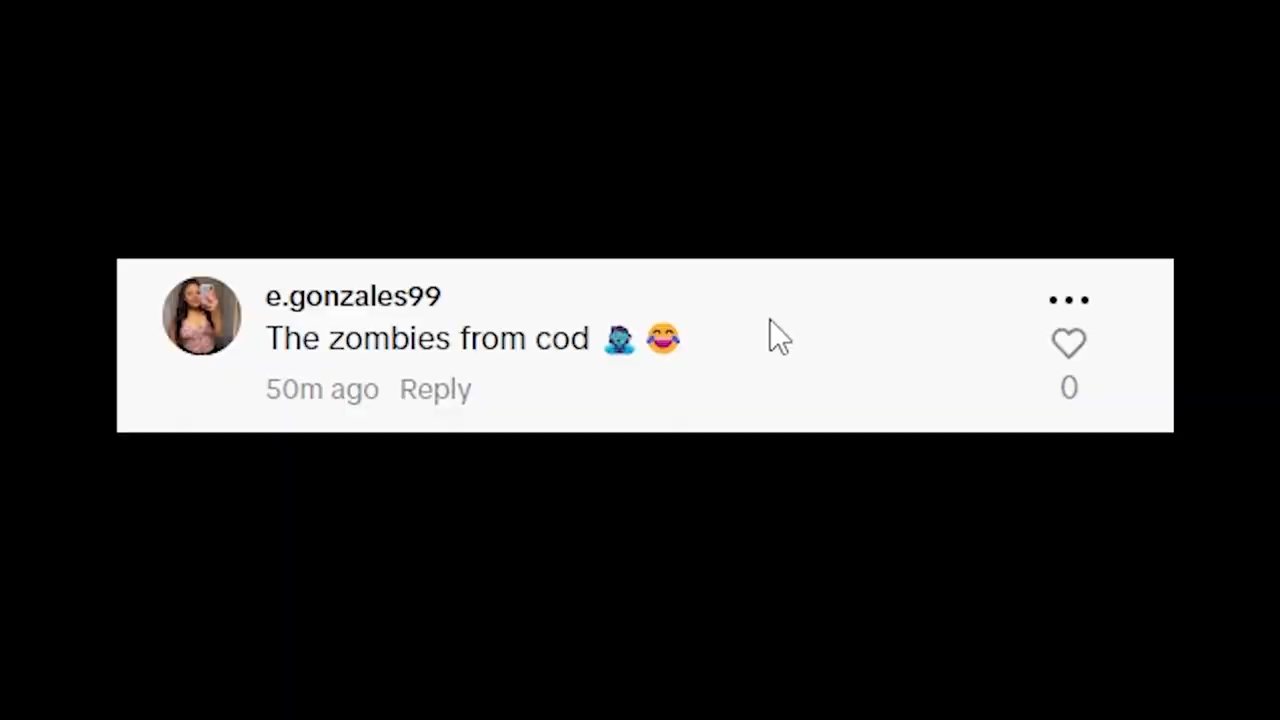 e.gonzales99
The zombies from cod 🧟 😂
50m ago Reply
0